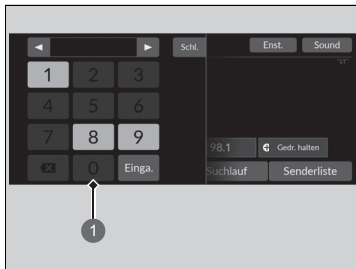 Schl.
Enst.
Sound
"51"
1
2
3
4
5
6
7
8
9
98.1
Gedr. halten
0
Einga.
Suchlauf
Senderliste
1